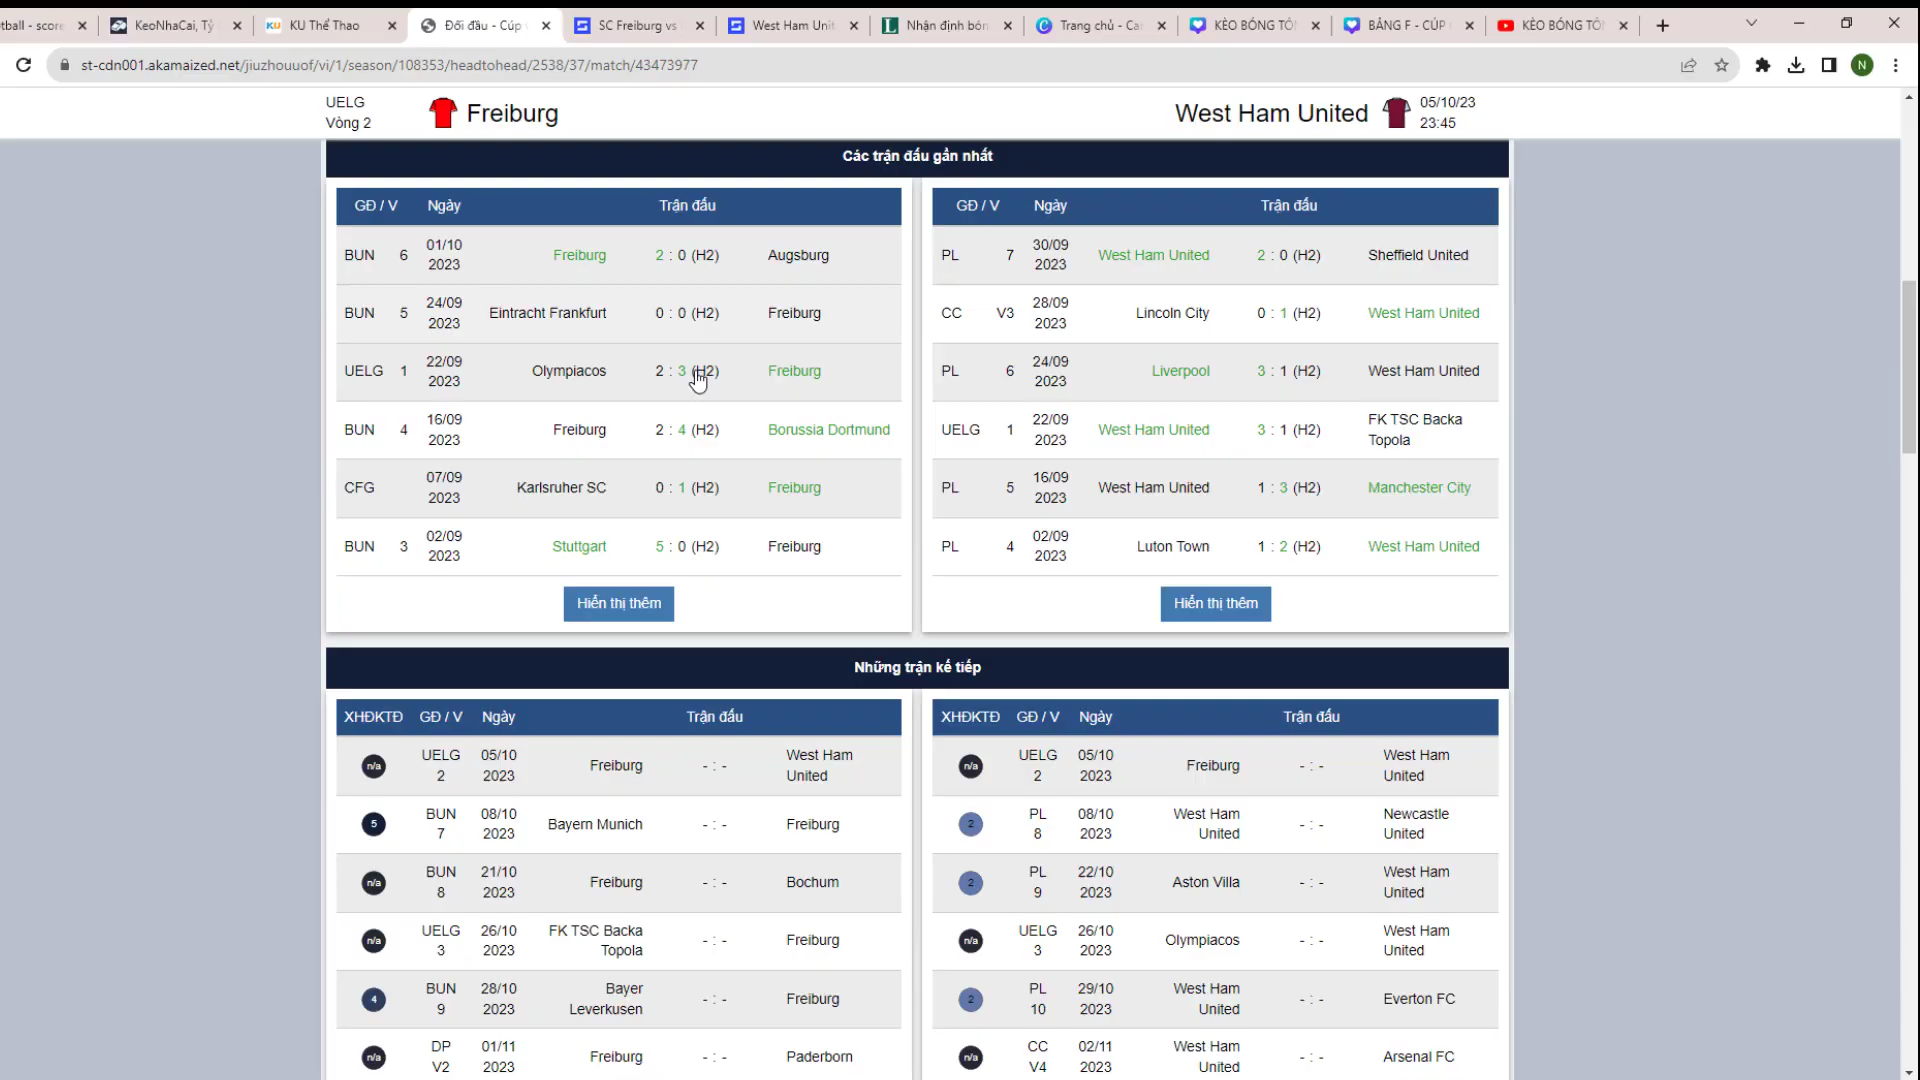 tball - score
KeoNhaCai, Tỷ
KU Thể Thao
Đối đầu - Cúp
SC Freiburg vs
West Ham Unit
Nhận định bón
Trang chủ - Ca
KÈO BÓNG TÔ
BẢNG F - CÚP
KÈO BÓNG TÔ
st-cdn001.akamaized.net/jiuzhouuof/vi/1/season/108353/headtohead/2538/37/match/43473977
N
UELG
Vòng 2
Freiburg
West Ham United
05/10/23
23:45
Các trận đấu gần nhất
GĐ / V Ngày Trận đấu
BUN 6 01/10 2023 Freiburg 2 : 0 (H2) Augsburg
BUN 5 24/09 2023 Eintracht Frankfurt 0 : 0 (H2) Freiburg
UELG 1 22/09 2023 Olympiacos 2 : 3 (H2) Freiburg
BUN 4 16/09 2023 Freiburg 2 : 4 (H2) Borussia Dortmund
CFG 07/09 2023 Karlsruher SC 0 : 1 (H2) Freiburg
BUN 3 02/09 2023 Stuttgart 5 : 0 (H2) Freiburg
Hiển thị thêm
GĐ / V Ngày Trận đấu
PL 7 30/09 2023 West Ham United 2 : 0 (H2) Sheffield United
CC V3 28/09 2023 Lincoln City 0 : 1 (H2) West Ham United
PL 6 24/09 2023 Liverpool 3 : 1 (H2) West Ham United
UELG 1 22/09 2023 West Ham United 3 : 1 (H2) FK TSC Backa Topola
PL 5 16/09 2023 West Ham United 1 : 3 (H2) Manchester City
PL 4 02/09 2023 Luton Town 1 : 2 (H2) West Ham United
Hiển thị thêm
Những trận kế tiếp
XHĐKTĐ GĐ / V Ngày Trận đấu
n/a UELG 2 05/10 2023 Freiburg - : - West Ham United
5 BUN 7 08/10 2023 Bayern Munich - : - Freiburg
n/a BUN 8 21/10 2023 Freiburg - : - Bochum
n/a UELG 3 26/10 2023 FK TSC Backa Topola - : - Freiburg
4 BUN 9 28/10 2023 Bayer Leverkusen - : - Freiburg
n/a DP V2 01/11 2023 Freiburg - : - Paderborn
XHĐKTĐ GĐ / V Ngày Trận đấu
n/a UELG 2 05/10 2023 Freiburg - : - West Ham United
2 PL 8 08/10 2023 West Ham United - : - Newcastle United
2 PL 9 22/10 2023 Aston Villa - : - West Ham United
n/a UELG 3 26/10 2023 Olympiacos - : - West Ham United
2 PL 10 29/10 2023 West Ham United - : - Everton FC
n/a CC V4 02/11 2023 West Ham United - : - Arsenal FC